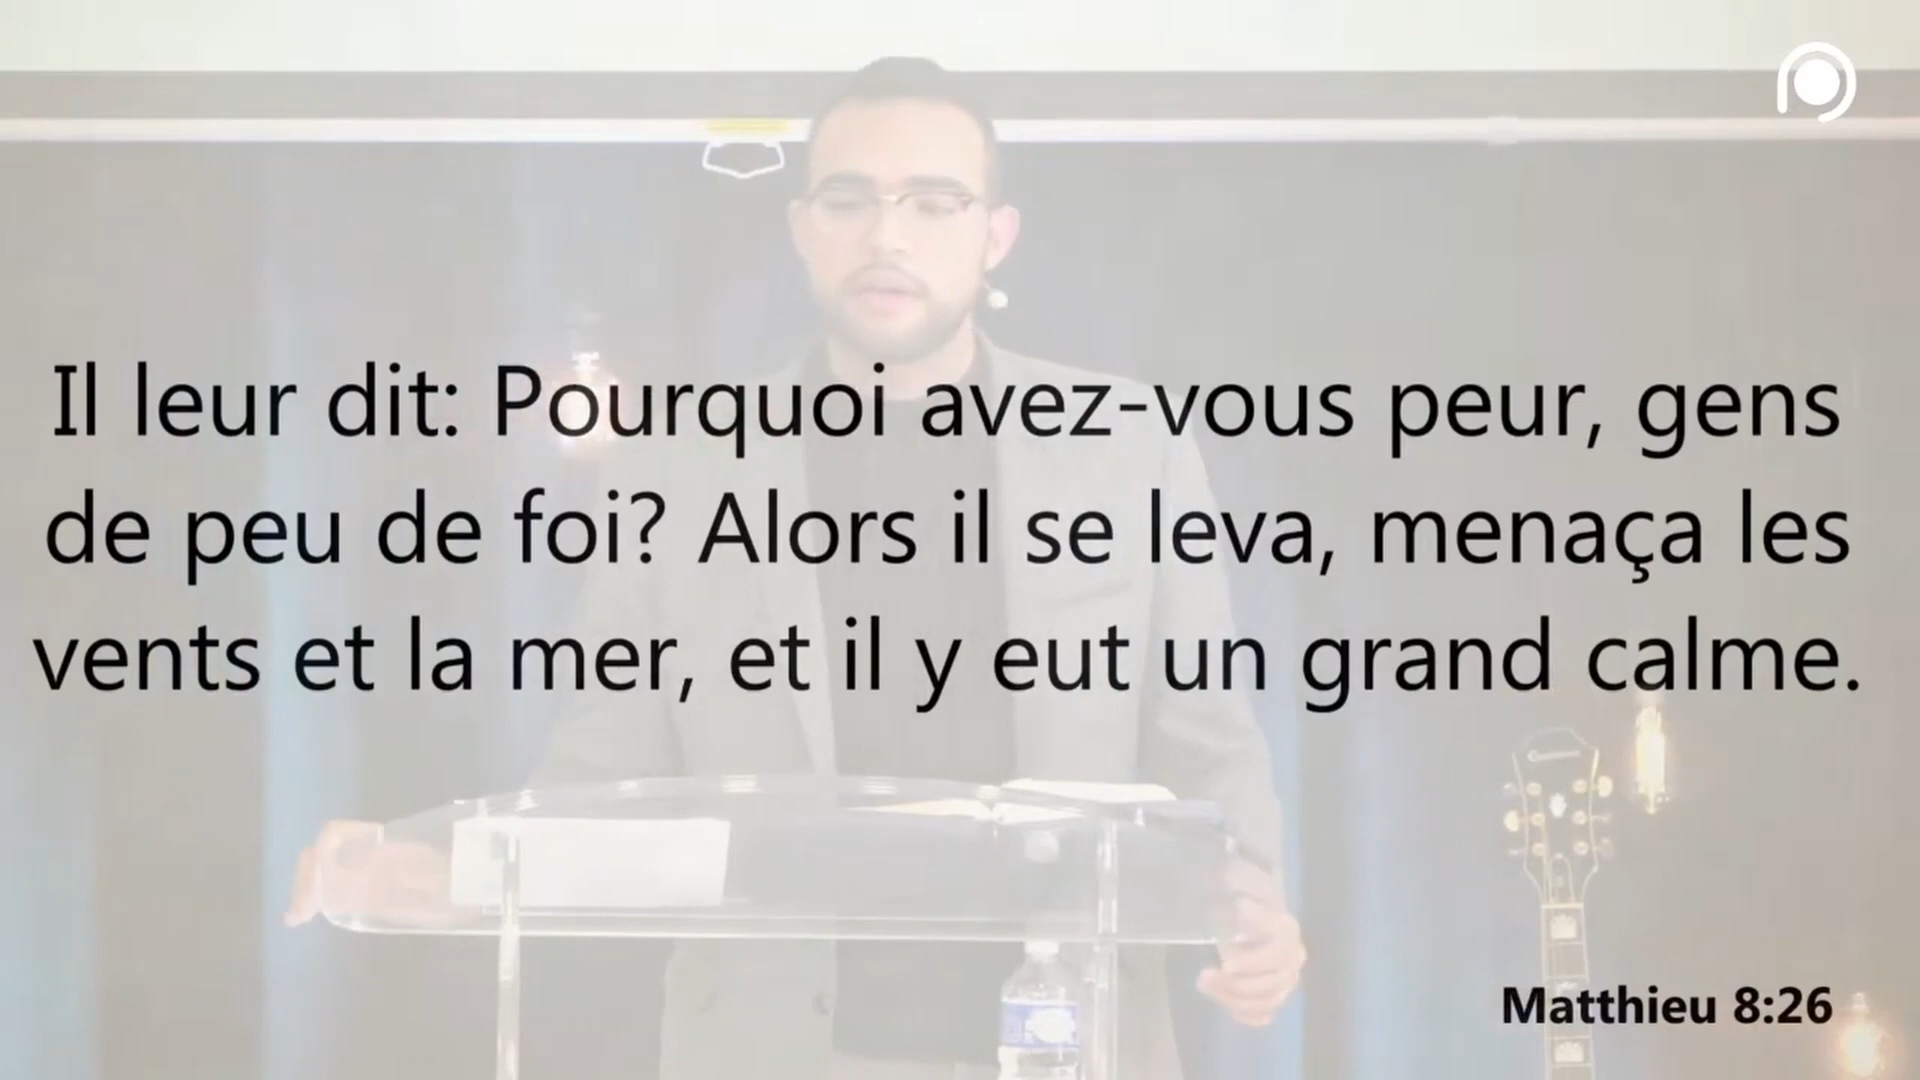 Il leur dit: Pourquoi avez-vous peur, gens
de peu de foi? Alors il se leva, menaça les
vents et la mer, et il y eut un grand calme.
Matthieu 8:26